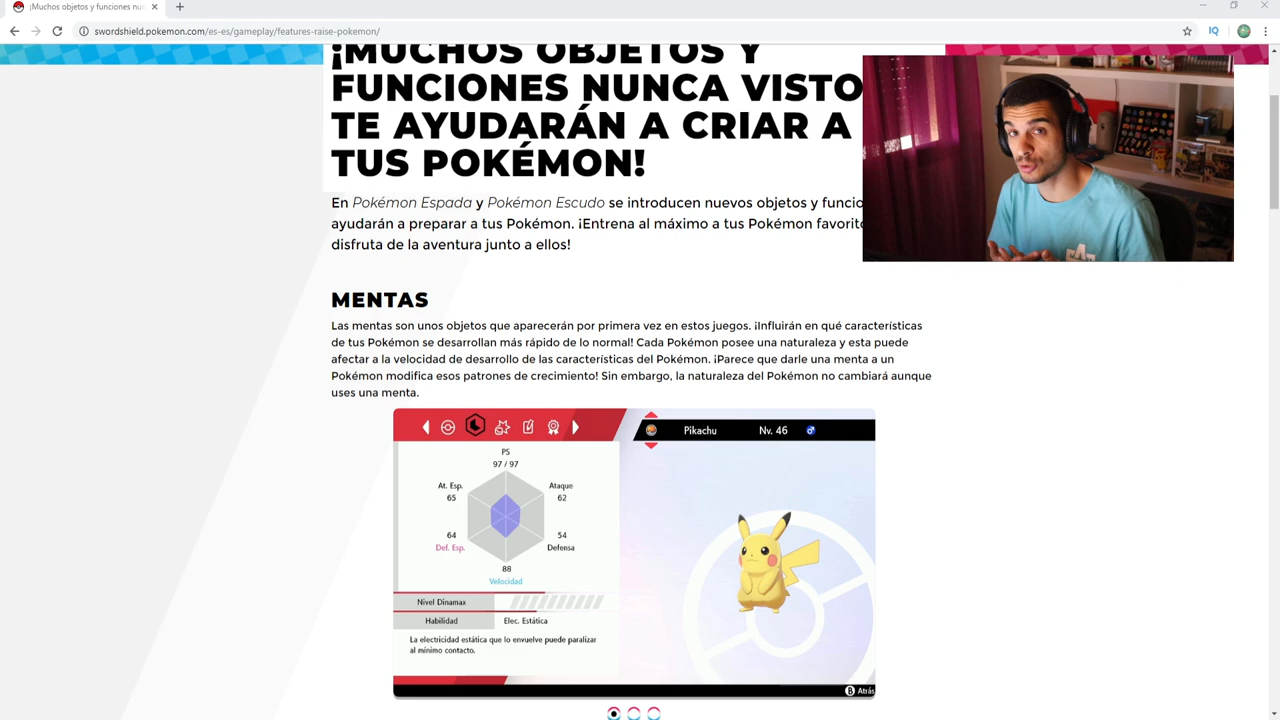 ¡Muchos objetos y funciones nun
swordshield.pokemon.com/es-es/gameplay/features-raise-pokemon/
IQ
¡MUCHOS OBJETOS Y
FUNCIONES NUNCA VISTO
TE AYUDARÁN A CRIAR A
TUS POKÉMON!
En Pokémon Espada y Pokémon Escudo se introducen nuevos objetos y funcio
ayudarán a preparar a tus Pokémon. ¡Entrena al máximo a tus Pokémon favorito
disfruta de la aventura junto a ellos!
MENTAS
Las mentas son unos objetos que aparecerán por primera vez en estos juegos. ¡Influirán en qué características
de tus Pokémon se desarrollan más rápido de lo normal! Cada Pokémon posee una naturaleza y esta puede
afectar a la velocidad de desarrollo de las características del Pokémon. ¡Parece que darle una menta a un
Pokémon modifica esos patrones de crecimiento! Sin embargo, la naturaleza del Pokémon no cambiará aunque
uses una menta.
Pikachu Nv. 46 ♂
PS
97 / 97
At. Esp. Ataque
65 62
64 54
Def. Esp. Defensa
88
Velocidad
Nivel Dinamax
Habilidad Elec. Estática
La electricidad estática que lo envuelve puede paralizar
al mínimo contacto.
B Atrás